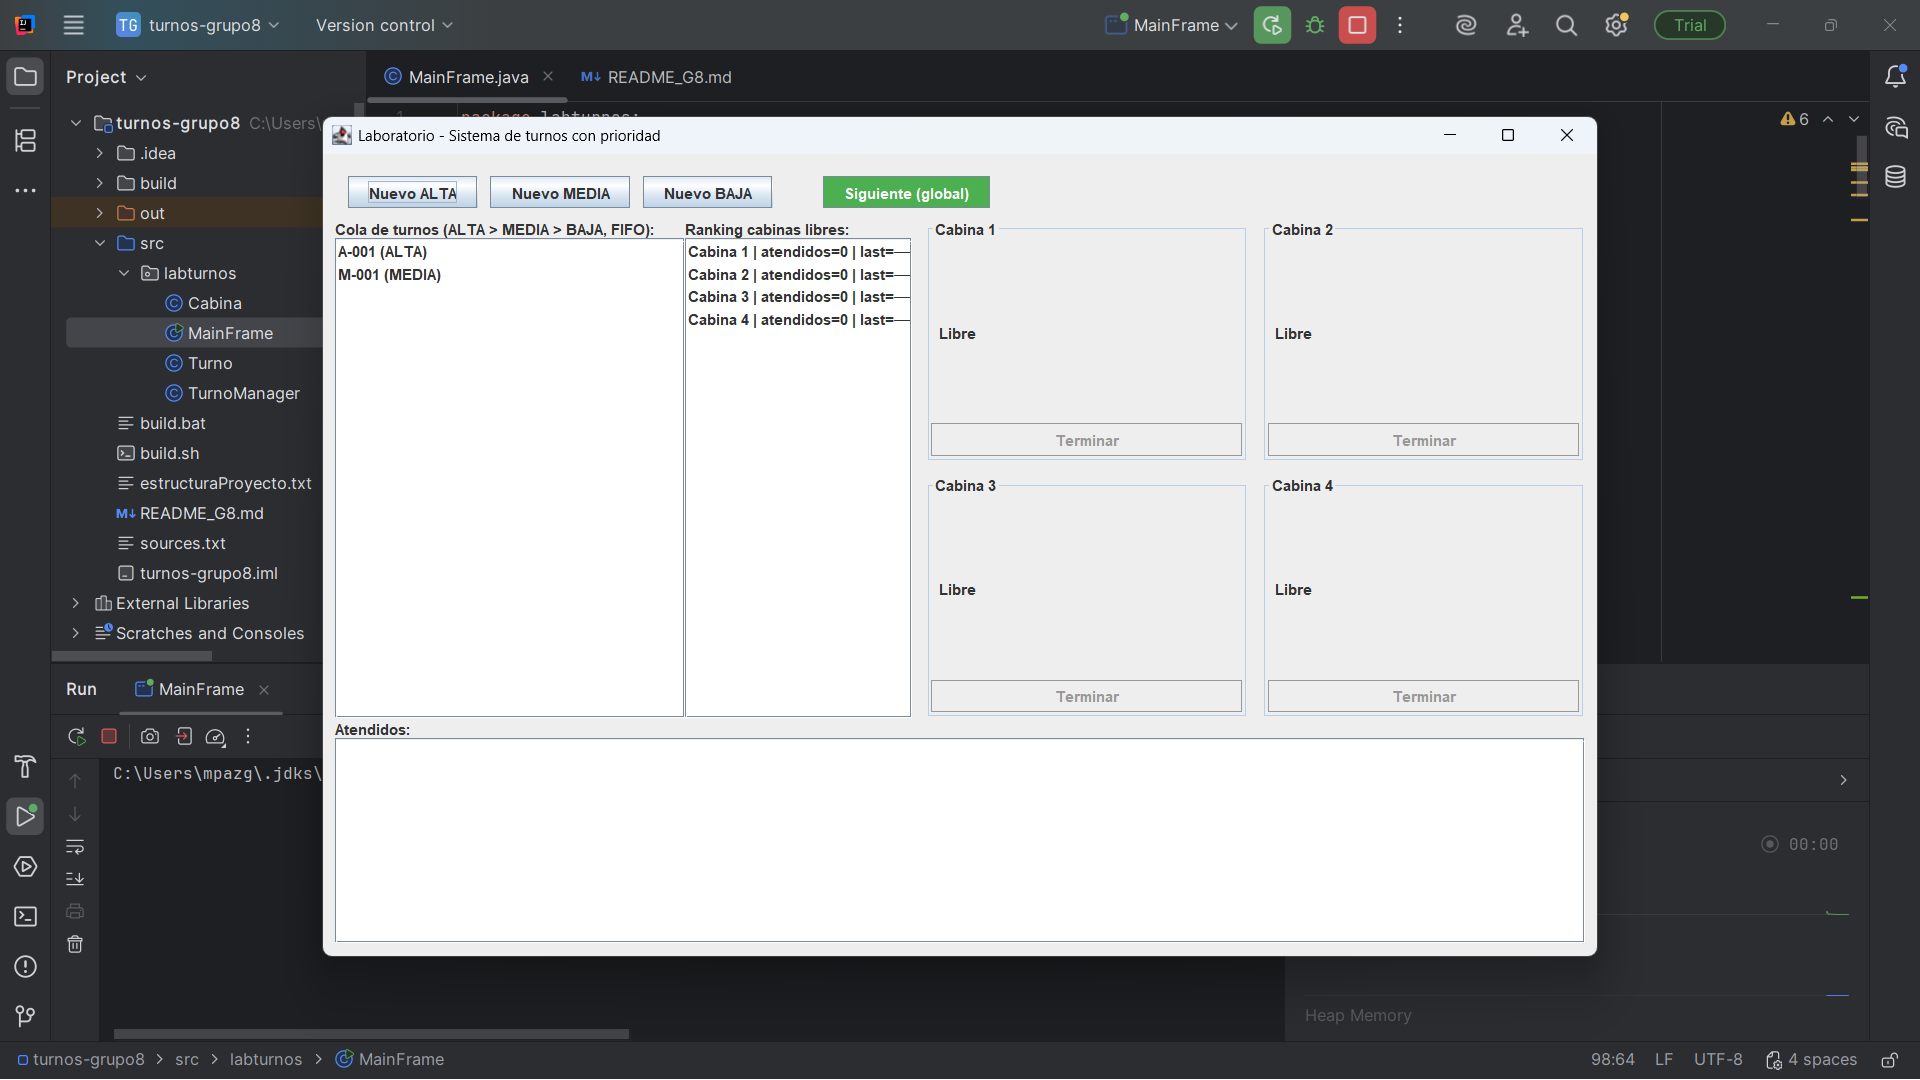 TG turnos-grupo8 Version control MainFrame Trial
Project
MainFrame.java README_G8.md
turnos-grupo8 C:\Users\
.idea
build
out
src
labturnos
Cabina
MainFrame
Turno
TurnoManager
build.bat
build.sh
estructuraProyecto.txt
README_G8.md
sources.txt
turnos-grupo8.iml
External Libraries
Scratches and Consoles
1 package labturnos;
6
Laboratorio - Sistema de turnos con prioridad
Nuevo ALTA Nuevo MEDIA Nuevo BAJA Siguiente (global)
Cola de turnos (ALTA > MEDIA > BAJA, FIFO):
A-001 (ALTA)
M-001 (MEDIA)
Ranking cabinas libres:
Cabina 1 | atendidos=0 | last=—
Cabina 2 | atendidos=0 | last=—
Cabina 3 | atendidos=0 | last=—
Cabina 4 | atendidos=0 | last=—
Cabina 1
Libre
Terminar
Cabina 2
Libre
Terminar
Cabina 3
Libre
Terminar
Cabina 4
Libre
Terminar
Atendidos:
Run MainFrame
C:\Users\mpazg\.jdks\
00:00
Heap Memory
turnos-grupo8 > src > labturnos > MainFrame
98:64 LF UTF-8 4 spaces